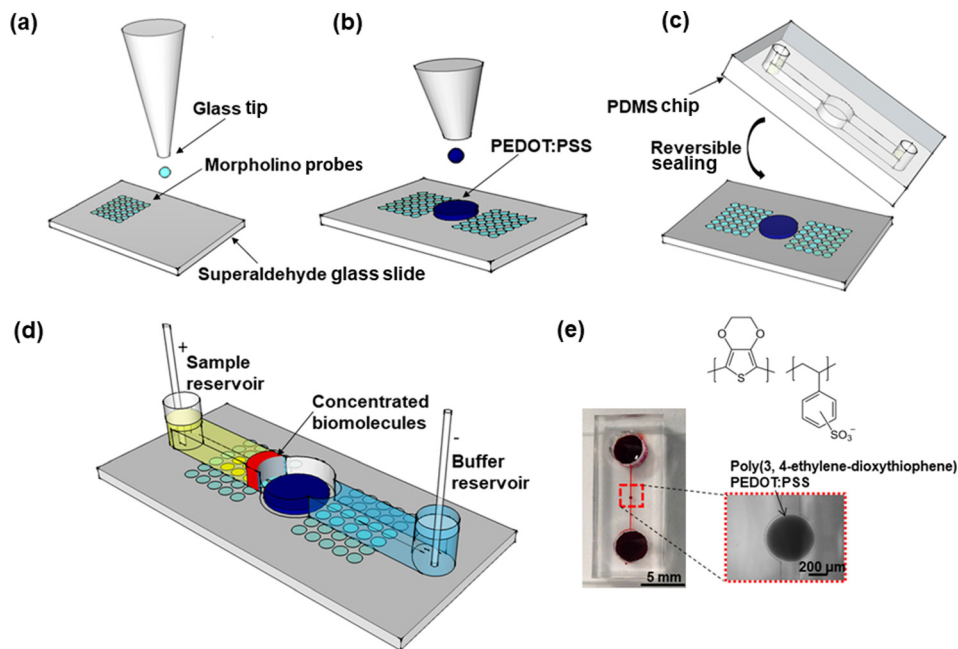 (a)
Glass tip
Morpholino probes
Superaldehyde glass slide
(b)
PEDOT:PSS
(c)
PDMS chip
Reversible
sealing
(d)
+
Sample
reservoir
Concentrated
biomolecules
-
Buffer
reservoir
(e)
O
O
S
SO₃⁻
Poly(3, 4-ethylene-dioxythiophene)
PEDOT:PSS
5 mm
200 µm